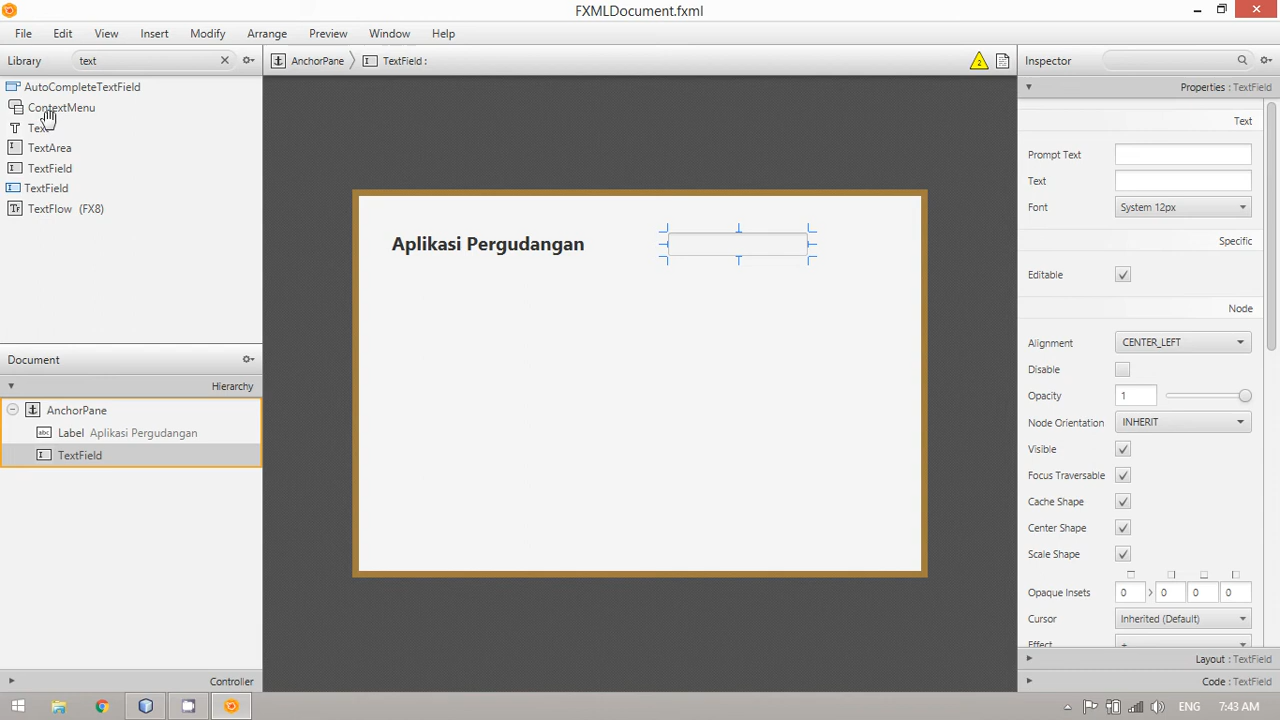 FXMLDocument.fxml
File Edit View Insert Modify Arrange Preview Window Help
Library text
AnchorPane TextField :
2
Inspector
AutoCompleteTextField
ContextMenu
Text
TextArea
TextField
TextField
TextFlow (FX8)
Document
Hierarchy
AnchorPane
Label Aplikasi Pergudangan
TextField
Controller
Aplikasi Pergudangan
Properties : TextField
Text
Prompt Text
Text
Font System 12px
Specific
Editable
Node
Alignment CENTER_LEFT
Disable
Opacity 1
Node Orientation INHERIT
Visible
Focus Traversable
Cache Shape
Center Shape
Scale Shape
Opaque Insets 0 0 0 0
Cursor Inherited (Default)
Effect +
Layout : TextField
Code : TextField
ENG 7:43 AM